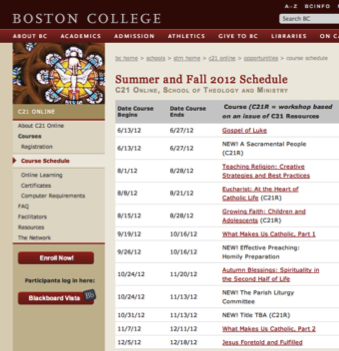 A–Z BCINFO
BOSTON COLLEGE
Search BC
ABOUT BC ACADEMICS ADMISSION ATHLETICS GIVE TO BC LIBRARIES ON
bc home > schools > stm home > c21 online > opportunities > course schedule
Summer and Fall 2012 Schedule
C21 ONLINE, SCHOOL OF THEOLOGY AND MINISTRY
C21 ONLINE
About C21 Online
Courses
Registration
Course Schedule
Online Learning
Certificates
Computer Requirements
FAQ
Facilitators
Resources
The Network
Enroll Now!
Participants log in here:
Blackboard Vista
Date Course Begins
Date Course Ends
Course (C21R = workshop based
on an issue of C21 Resources
6/13/12 6/27/12 Gospel of Luke
6/13/12 6/27/12 NEW! A Sacramental People
(C21R)
8/1/12 8/28/12 Teaching Religion: Creative
Strategies and Best Practices
8/8/12 8/21/12 Eucharist: At the Heart of
Catholic Life (C21R)
8/15/12 8/28/12 Growing Faith: Children and
Adolescents (C21R)
9/19/12 10/16/12 What Makes Us Catholic, Part 1
9/26/12 10/16/12 NEW! Effective Preaching:
Homily Preparation
10/24/12 11/20/12 Autumn Blessings: Spirituality in
the Second Half of Life
10/24/12 11/13/12 NEW! The Parish Liturgy
Committee
10/31/12 11/13/12 NEW! Title TBA (C21R)
11/7/12 12/11/12 What Makes Us Catholic, Part 2
12/5/12 12/18/12 Jesus Foretold and Fulfilled